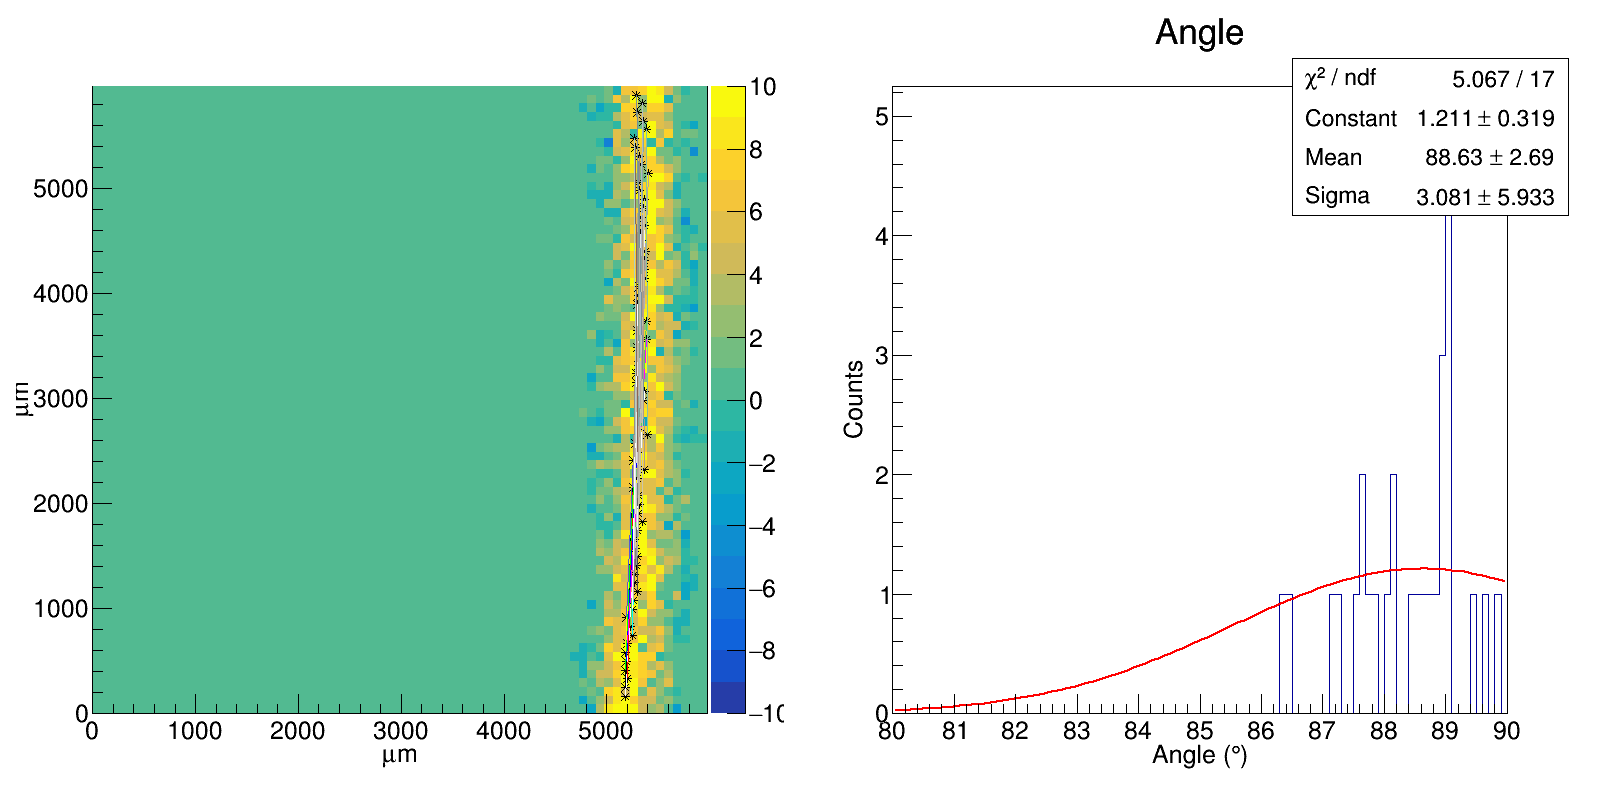 Angle
χ² / ndf 5.067 / 17
Constant 1.211 ± 0.319
Mean 88.63 ± 2.69
Sigma 3.081 ± 5.933
5000
4000
3000
2000
1000
0
μm
0 1000 2000 3000 4000 5000
μm
10
8
6
4
2
0
−2
−4
−6
−8
−10
5
4
3
2
1
0
Counts
80 81 82 83 84 85 86 87 88 89 90
Angle (°)